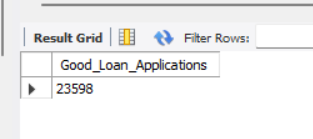 Result Grid Filter Rows:
Good_Loan_Applications
23598